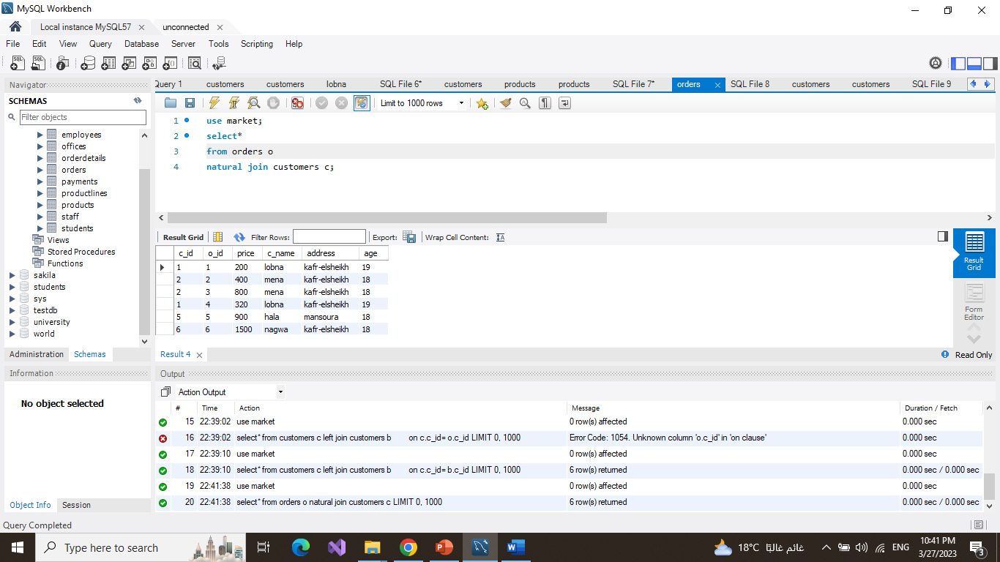 MySQL Workbench
Local instance MySQL57 unconnected
File Edit View Query Database Server Tools Scripting Help
Navigator
SCHEMAS
Filter objects
employees
offices
orderdetails
orders
payments
productlines
products
staff
students
Views
Stored Procedures
Functions
sakila
students
sys
testdb
university
world
Administration Schemas
Information
No object selected
Object Info Session
Query 1 customers customers lobna SQL File 6* customers products products SQL File 7* orders SQL File 8 customers customers SQL File 9
Limit to 1000 rows
1 use market;
2 select*
3 from orders o
4 natural join customers c;
Result Grid Filter Rows: Export: Wrap Cell Content:
c_id o_id price c_name address age
1 1 200 lobna kafr-elsheikh 19
2 2 400 mena kafr-elsheikh 18
2 3 800 mena kafr-elsheikh 18
1 4 320 lobna kafr-elsheikh 19
5 5 900 hala mansoura 18
6 6 1500 nagwa kafr-elsheikh 18
Result Grid
Form Editor
Result 4 Read Only
Output
Action Output
# Time Action Message Duration / Fetch
15 22:39:02 use market 0 row(s) affected 0.000 sec
16 22:39:02 select* from customers c left join customers b on c.c_id= o.c_id LIMIT 0, 1000 Error Code: 1054. Unknown column 'o.c_id' in 'on clause' 0.000 sec
17 22:39:10 use market 0 row(s) affected 0.000 sec
18 22:39:10 select* from customers c left join customers b on c.c_id= b.c_id LIMIT 0, 1000 6 row(s) returned 0.000 sec / 0.000 sec
19 22:41:38 use market 0 row(s) affected 0.000 sec
20 22:41:38 select* from orders o natural join customers c LIMIT 0, 1000 6 row(s) returned 0.000 sec / 0.000 sec
Query Completed
Type here to search
18°C غائم غالبًا ENG 10:41 PM
3/27/2023 3